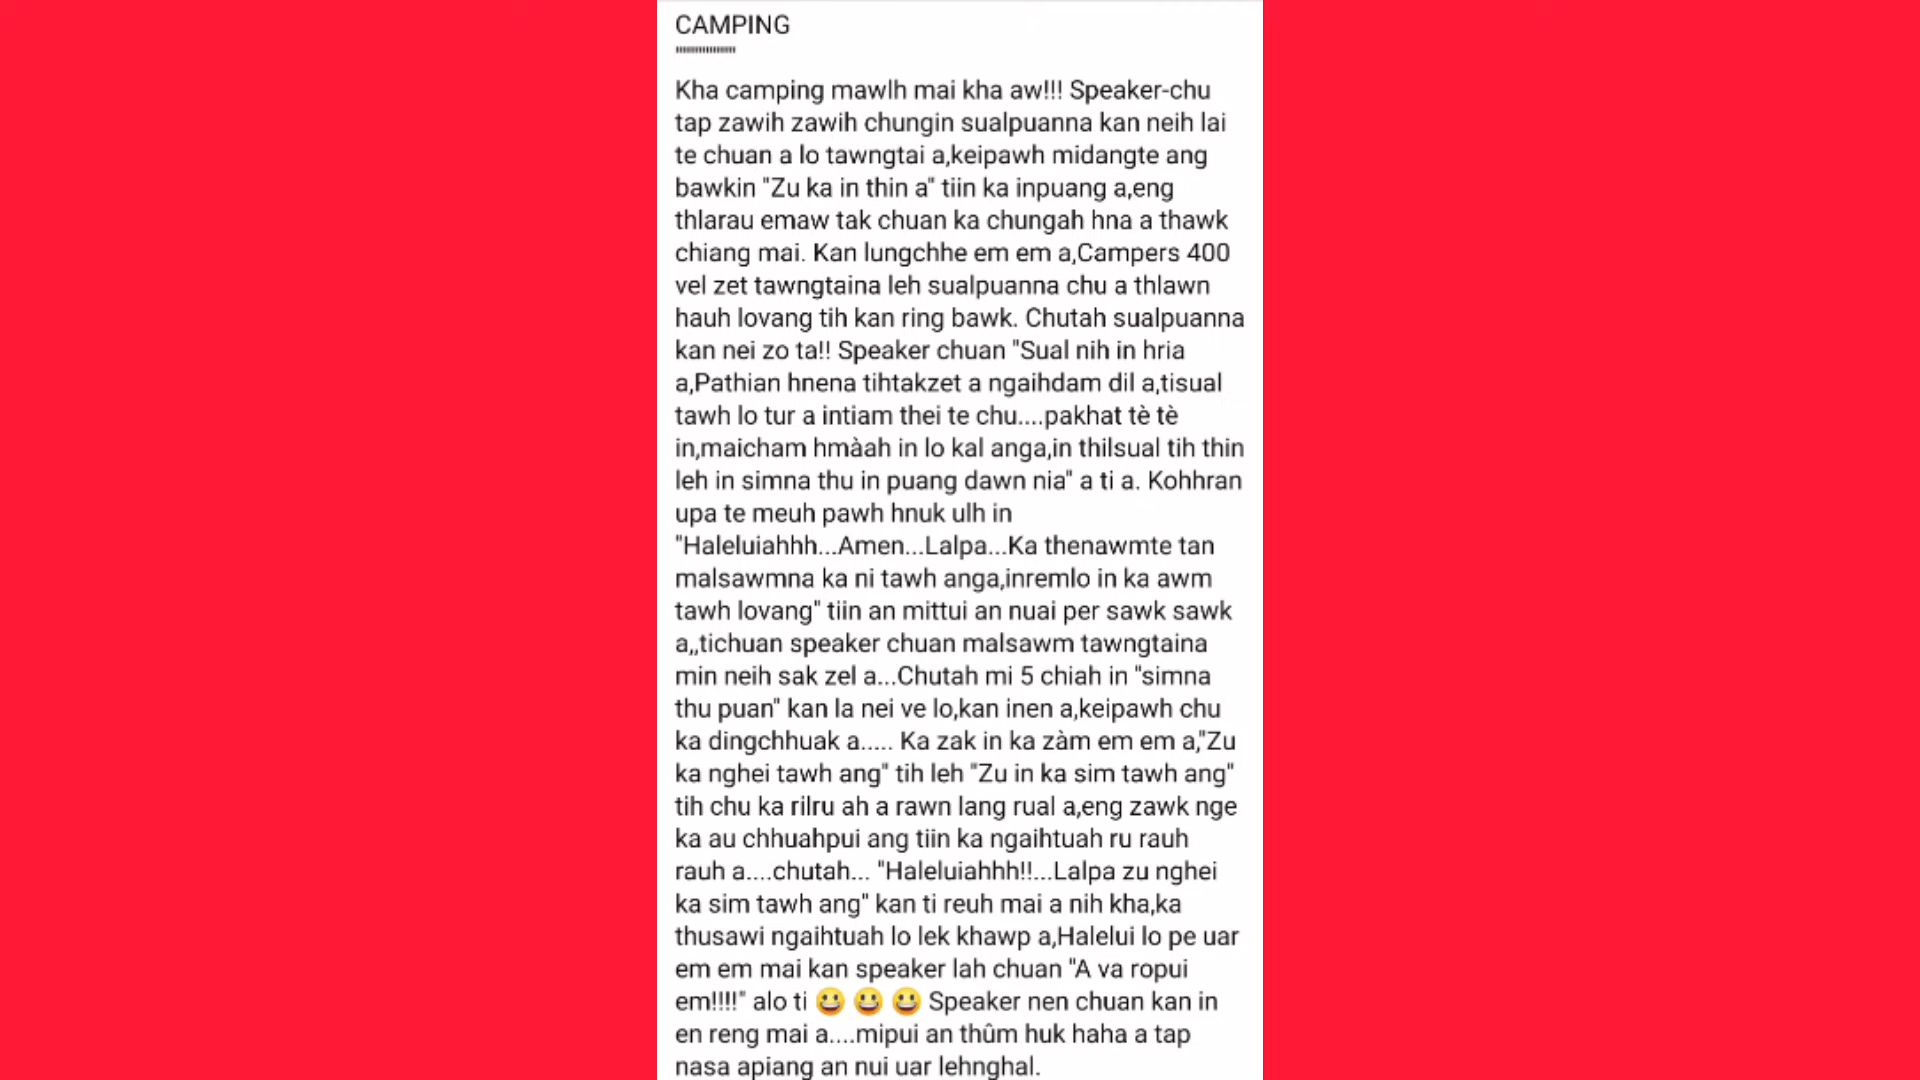 CAMPING
"""""""""""""""
Kha camping mawlh mai kha aw!!! Speaker-chu
tap zawih zawih chungin sualpuanna kan neih lai
te chuan a lo tawngtai a,keipawh midangte ang
bawkin "Zu ka in thin a" tiin ka inpuang a,eng
thlarau emaw tak chuan ka chungah hna a thawk
chiang mai. Kan lungchhe em em a,Campers 400
vel zet tawngtaina leh sualpuanna chu a thlawn
hauh lovang tih kan ring bawk. Chutah sualpuanna
kan nei zo ta!! Speaker chuan "Sual nih in hria
a,Pathian hnena tihtakzet a ngaihdam dil a,tisual
tawh lo tur a intiam thei te chu....pakhat tè tè
in,maicham hmàah in lo kal anga,in thilsual tih thin
leh in simna thu in puang dawn nia" a ti a. Kohhran
upa te meuh pawh hnuk ulh in
"Haleluiahhh...Amen...Lalpa...Ka thenawmte tan
malsawmna ka ni tawh anga,inremlo in ka awm
tawh lovang" tiin an mittui an nuai per sawk sawk
a,,tichuan speaker chuan malsawm tawngtaina
min neih sak zel a...Chutah mi 5 chiah in "simna
thu puan" kan la nei ve lo,kan inen a,keipawh chu
ka dingchhuak a..... Ka zak in ka zàm em em a,"Zu
ka nghei tawh ang" tih leh "Zu in ka sim tawh ang"
tih chu ka rilru ah a rawn lang rual a,eng zawk nge
ka au chhuahpui ang tiin ka ngaihtuah ru rauh
rauh a....chutah... "Haleluiahhh!!...Lalpa zu nghei
ka sim tawh ang" kan ti reuh mai a nih kha,ka
thusawi ngaihtuah lo lek khawp a,Halelui lo pe uar
em em mai kan speaker lah chuan "A va ropui
em!!!!" alo ti 😀 😀 😀 Speaker nen chuan kan in
en reng mai a....mipui an thûm huk haha a tap
nasa apiang an nui uar lehnghal.